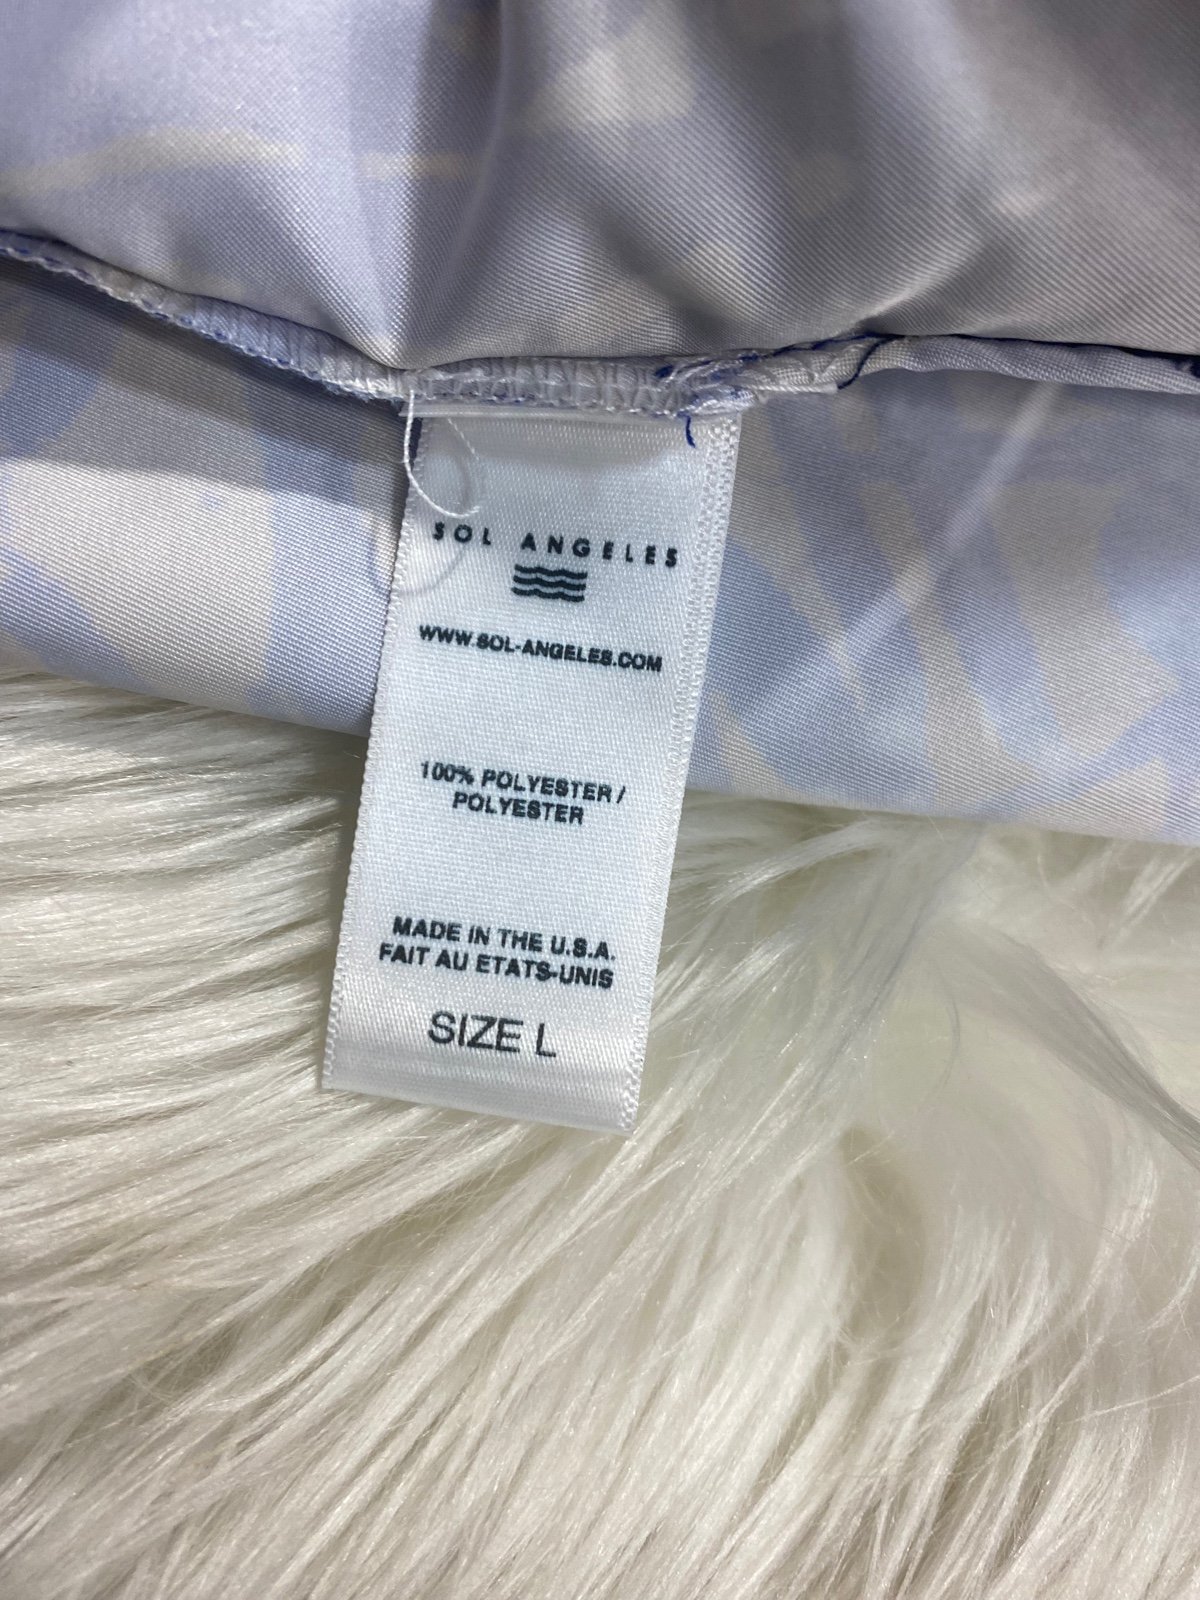 SOL ANGELES
WWW.SOL-ANGELES.COM
100% POLYESTER /
POLYESTER
MADE IN THE U.S.A.
FAIT AU ETATS-UNIS
SIZE L